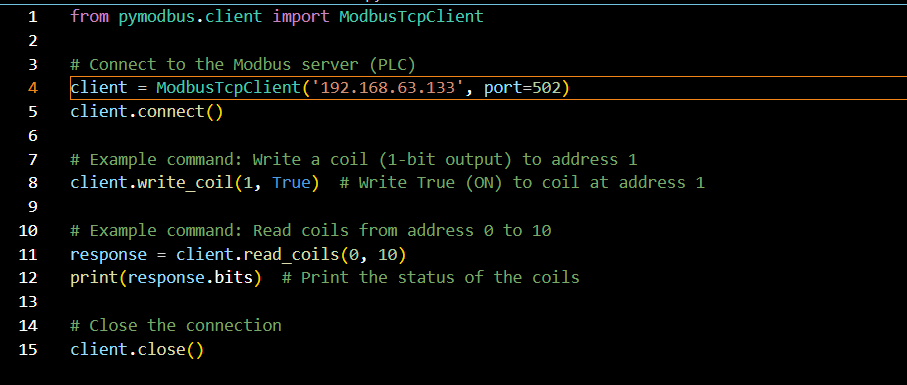 1 from pymodbus.client import ModbusTcpClient
2
3 # Connect to the Modbus server (PLC)
4 client = ModbusTcpClient('192.168.63.133', port=502)
5 client.connect()
6
7 # Example command: Write a coil (1-bit output) to address 1
8 client.write_coil(1, True)  # Write True (ON) to coil at address 1
9
10 # Example command: Read coils from address 0 to 10
11 response = client.read_coils(0, 10)
12 print(response.bits)  # Print the status of the coils
13
14 # Close the connection
15 client.close()